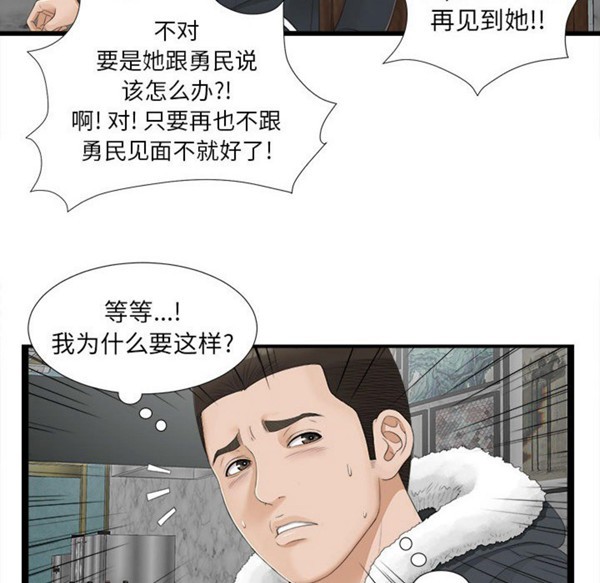 再见到她!!
不对
要是她跟勇民说
该怎么办?!
啊! 对! 只要再也不跟
勇民见面不就好了!
等等...!
我为什么要这样?